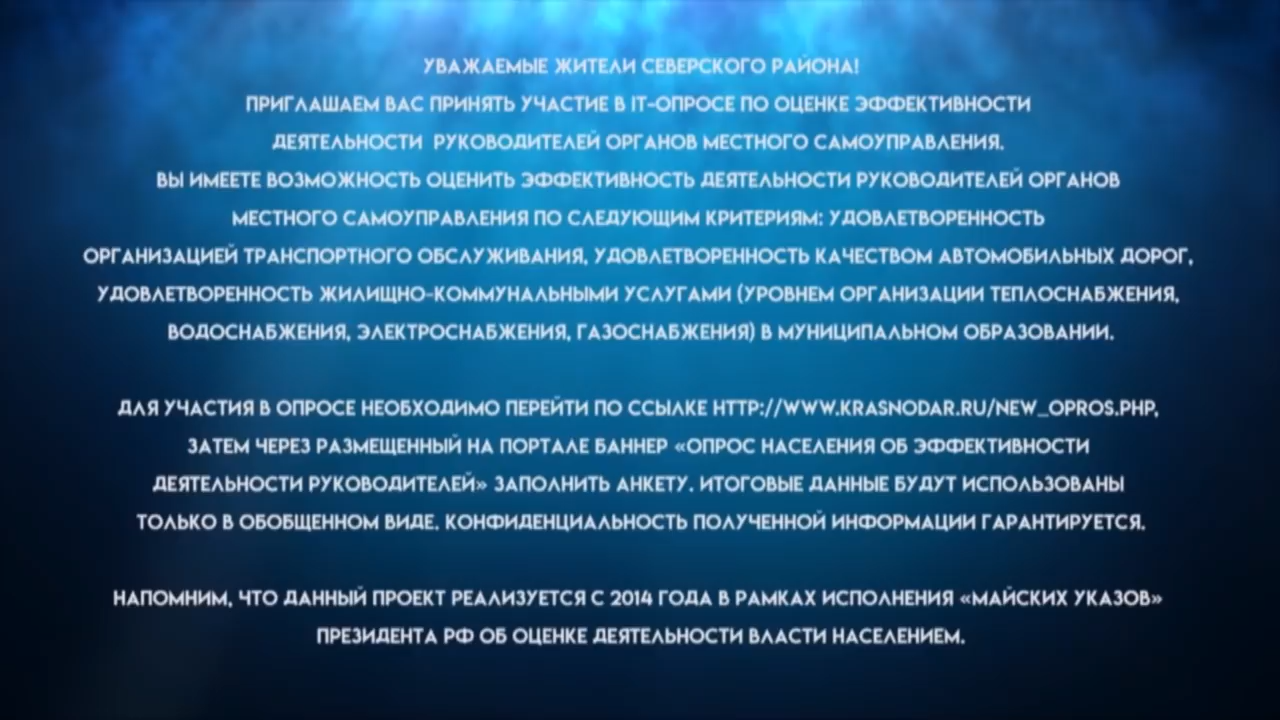 УВАЖАЕМЫЕ ЖИТЕЛИ СЕВЕРСКОГО РАЙОНА!
ПРИГЛАШАЕМ ВАС ПРИНЯТЬ УЧАСТИЕ В IT-ОПРОСЕ ПО ОЦЕНКЕ ЭФФЕКТИВНОСТИ
ДЕЯТЕЛЬНОСТИ РУКОВОДИТЕЛЕЙ ОРГАНОВ МЕСТНОГО САМОУПРАВЛЕНИЯ.
ВЫ ИМЕЕТЕ ВОЗМОЖНОСТЬ ОЦЕНИТЬ ЭФФЕКТИВНОСТЬ ДЕЯТЕЛЬНОСТИ РУКОВОДИТЕЛЕЙ ОРГАНОВ
МЕСТНОГО САМОУПРАВЛЕНИЯ ПО СЛЕДУЮЩИМ КРИТЕРИЯМ: УДОВЛЕТВОРЕННОСТЬ
ОРГАНИЗАЦИЕЙ ТРАНСПОРТНОГО ОБСЛУЖИВАНИЯ, УДОВЛЕТВОРЕННОСТЬ КАЧЕСТВОМ АВТОМОБИЛЬНЫХ ДОРОГ,
УДОВЛЕТВОРЕННОСТЬ ЖИЛИЩНО-КОММУНАЛЬНЫМИ УСЛУГАМИ (УРОВНЕМ ОРГАНИЗАЦИИ ТЕПЛОСНАБЖЕНИЯ,
ВОДОСНАБЖЕНИЯ, ЭЛЕКТРОСНАБЖЕНИЯ, ГАЗОСНАБЖЕНИЯ) В МУНИЦИПАЛЬНОМ ОБРАЗОВАНИИ.
ДЛЯ УЧАСТИЯ В ОПРОСЕ НЕОБХОДИМО ПЕРЕЙТИ ПО ССЫЛКЕ HTTP://WWW.KRASNODAR.RU/NEW_OPROS.PHP,
ЗАТЕМ ЧЕРЕЗ РАЗМЕЩЕННЫЙ НА ПОРТАЛЕ БАННЕР «ОПРОС НАСЕЛЕНИЯ ОБ ЭФФЕКТИВНОСТИ
ДЕЯТЕЛЬНОСТИ РУКОВОДИТЕЛЕЙ» ЗАПОЛНИТЬ АНКЕТУ. ИТОГОВЫЕ ДАННЫЕ БУДУТ ИСПОЛЬЗОВАНЫ
ТОЛЬКО В ОБОБЩЕННОМ ВИДЕ. КОНФИДЕНЦИАЛЬНОСТЬ ПОЛУЧЕННОЙ ИНФОРМАЦИИ ГАРАНТИРУЕТСЯ.
НАПОМНИМ, ЧТО ДАННЫЙ ПРОЕКТ РЕАЛИЗУЕТСЯ С 2014 ГОДА В РАМКАХ ИСПОЛНЕНИЯ «МАЙСКИХ УКАЗОВ»
ПРЕЗИДЕНТА РФ ОБ ОЦЕНКЕ ДЕЯТЕЛЬНОСТИ ВЛАСТИ НАСЕЛЕНИЕМ.